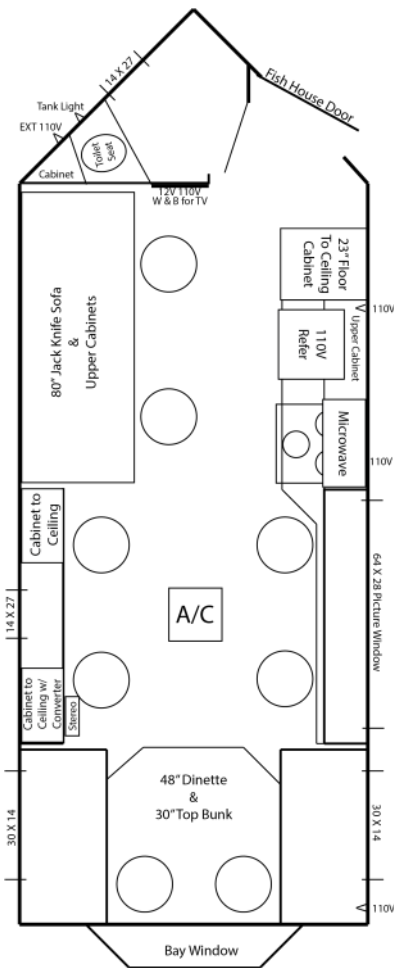 14 X 27
Fish House Door
Tank Light
EXT 110V
Toilet
Seat
Cabinet
12V 110V
W & B for TV
23" Floor
To Ceiling
Cabinet
110V
80" Jack Knife Sofa
&
Upper Cabinets
110V
Refer
Upper Cabinet
Microwave
110V
Cabinet to
Ceiling
64 X 28 Picture Window
14 X 27
A/C
Cabinet to
Ceiling w/
Converter
Stereo
48" Dinette
&
30" Top Bunk
30 X 14
30 X 14
110V
Bay Window